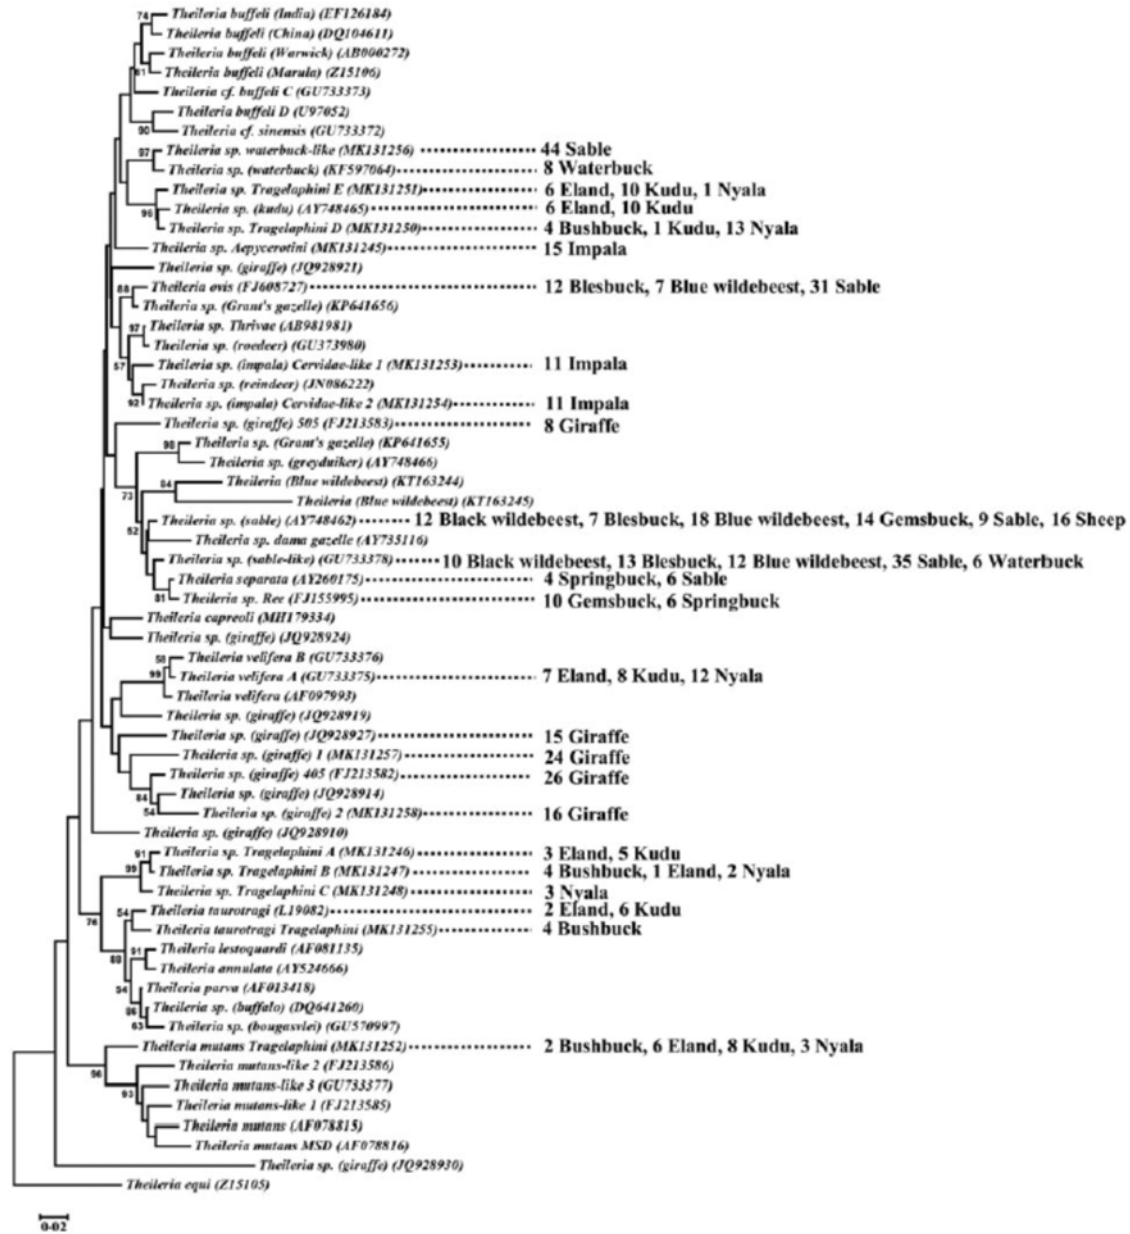 74 Theileria buffeli (India) (EF126184)
Theileria buffeli (China) (DQ104611)
Theileria buffeli (Warwick) (AB000272)
81 Theileria buffeli (Marula) (Z15106)
Theileria cf. buffeli C (GU733373)
Theileria buffeli D (U97052)
90 Theileria cf. sinensis (GU733372)
97 Theileria sp. waterbuck-like (MK131256) 44 Sable
Theileria sp. (waterbuck) (KF597064) 8 Waterbuck
Theileria sp. Tragelaphini E (MK131251) 6 Eland, 10 Kudu, 1 Nyala
96 Theileria sp. (kudu) (AY748465) 6 Eland, 10 Kudu
Theileria sp. Tragelaphini D (MK131250) 4 Bushbuck, 1 Kudu, 13 Nyala
Theileria sp. Aepycerotini (MK131245) 15 Impala
Theileria sp. (giraffe) (JQ928921)
88 Theileria ovis (FJ608727) 12 Blesbuck, 7 Blue wildebeest, 31 Sable
Theileria sp. (Grant's gazelle) (KP641656)
97 Theileria sp. Thrivae (AB981981)
Theileria sp. (roedeer) (GU373980)
57 Theileria sp. (impala) Cervidae-like 1 (MK131253) 11 Impala
Theileria sp. (reindeer) (JN086222)
92 Theileria sp. (impala) Cervidae-like 2 (MK131254) 11 Impala
Theileria sp. (giraffe) 505 (FJ213583) 8 Giraffe
98 Theileria sp. (Grant's gazelle) (KP641655)
Theileria sp. (greyduiker) (AY748466)
84 Theileria (Blue wildebeest) (KT163244)
73 Theileria (Blue wildebeest) (KT163245)
Theileria sp. (sable) (AY748462) 12 Black wildebeest, 7 Blesbuck, 18 Blue wildebeest, 14 Gemsbuck, 9 Sable, 16 Sheep
52 Theileria sp. dama gazelle (AY735116)
Theileria sp. (sable-like) (GU733378) 10 Black wildebeest, 13 Blesbuck, 12 Blue wildebeest, 35 Sable, 6 Waterbuck
Theileria separata (AY260175) 4 Springbuck, 6 Sable
81 Theileria sp. Ree (FJ155995) 10 Gemsbuck, 6 Springbuck
Theileria capreoli (MH179334)
Theileria sp. (giraffe) (JQ928924)
58 Theileria velifera B (GU733376)
99 Theileria velifera A (GU733375) 7 Eland, 8 Kudu, 12 Nyala
Theileria velifera (AF097993)
Theileria sp. (giraffe) (JQ928919)
Theileria sp. (giraffe) (JQ928927) 15 Giraffe
Theileria sp. (giraffe) 1 (MK131257) 24 Giraffe
Theileria sp. (giraffe) 405 (FJ213582) 26 Giraffe
84 Theileria sp. (giraffe) (JQ928914)
54 Theileria sp. (giraffe) 2 (MK131258) 16 Giraffe
Theileria sp. (giraffe) (JQ928910)
91 Theileria sp. Tragelaphini A (MK131246) 3 Eland, 5 Kudu
99 Theileria sp. Tragelaphini B (MK131247) 4 Bushbuck, 1 Eland, 2 Nyala
Theileria sp. Tragelaphini C (MK131248) 3 Nyala
76 54 Theileria taurotragi (L19082) 2 Eland, 6 Kudu
Theileria taurotragi Tragelaphini (MK131255) 4 Bushbuck
91 Theileria lestoquardi (AF081135)
Theileria annulata (AY524666)
54 Theileria parva (AF013418)
86 Theileria sp. (buffalo) (DQ641260)
63 Theileria sp. (bougasvlei) (GU570997)
Theileria mutans Tragelaphini (MK131252) 2 Bushbuck, 6 Eland, 8 Kudu, 3 Nyala
Theileria mutans-like 2 (FJ213586)
93 Theileria mutans-like 3 (GU733377)
Theileria mutans-like 1 (FJ213585)
Theileria mutans (AF078815)
Theileria mutans MSD (AF078816)
Theileria sp. (giraffe) (JQ928930)
Theileria equi (Z15105)
0.02